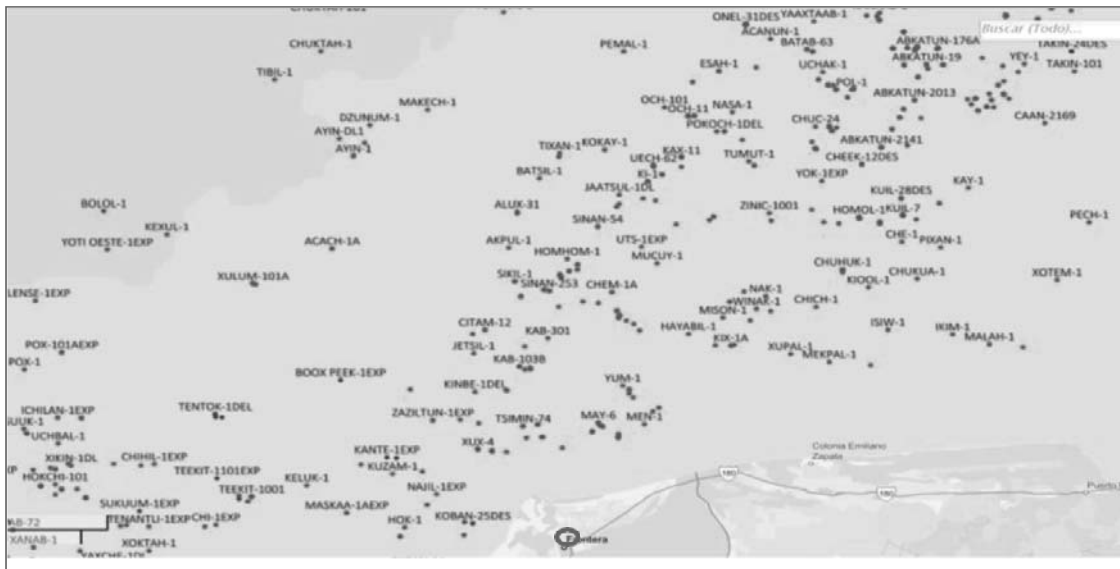 ONEL-31DES
YAAXTAAB-1
Buscar (Todo)...
ACANUN-1
CHUKTAH-1
PEMAL-1
BATAB-63
ABKATUN-176A
TAKIN-24DES
ABKATUN-19
YEY-1
TAKIN-101
TIBIL-1
ESAH-1
UCHAK-1
POL-1
MAKECH-1
OCH-101
OCH-11
NASA-1
ABKATUN-2013
CAAN-2169
DZUNUM-1
POKOCH-1DEL
CHUC-24
AYIN-DL1
AYIN-1
TIXAN-1
KOKAY-1
KAX-11
ABKATUN-2141
UECH-62
TUMUT-1
CHEEK-12DES
BATSIL-1
KI-1
YOK-1EXP
JAATSUL-1DL
KUIL-28DES
KAY-1
BOLOL-1
ALUX-31
ZINIC-1001
HOMOL-1
KUIL-7
PECH-1
KEXUL-1
SINAN-54
YOTI OESTE-1EXP
ACACH-1A
AKPUL-1
UTS-1EXP
CHE-1
PIXAN-1
HOMHOM-1
MUCUY-1
XULUM-101A
SIKIL-1
SINAN-253
CHEM-1A
CHUHUK-1
KIOOL-1
CHUKUA-1
XOTEM-1
LENSE-1EXP
NAK-1
WINAK-1
CHICH-1
MISON-1
CITAM-12
KAB-301
HAYABIL-1
ISIW-1
IKIM-1
MALAH-1
POX-101AEXP
JETSIL-1
KIX-1A
XUPAL-1
POX-1
KAB-103B
MEKPAL-1
BOOX PEEK-1EXP
KINBE-1DEL
YUM-1
ICHILAN-1EXP
TENTOK-1DEL
ZAZILTUN-1EXP
TSIMIN-74
MAY-6
MEN-1
UCHBAL-1
XUX-4
Colonia Emiliano
Zapata
XIKIN-1DL
CHIHIL-1EXP
KANTE-1EXP
HOKCHI-101
TEEKIT-1101EXP
KELUK-1
KUZAM-1
180
180
TEEKIT-1001
NAJIL-1EXP
SUKUUM-1EXP
MASKAA-1AEXP
TENANTLI-1EXP
CHI-1EXP
HOK-1
KOBAN-25DES
AB-72
XANAB-1
XOKTAH-1
Frontera
YAXCHE-1DL